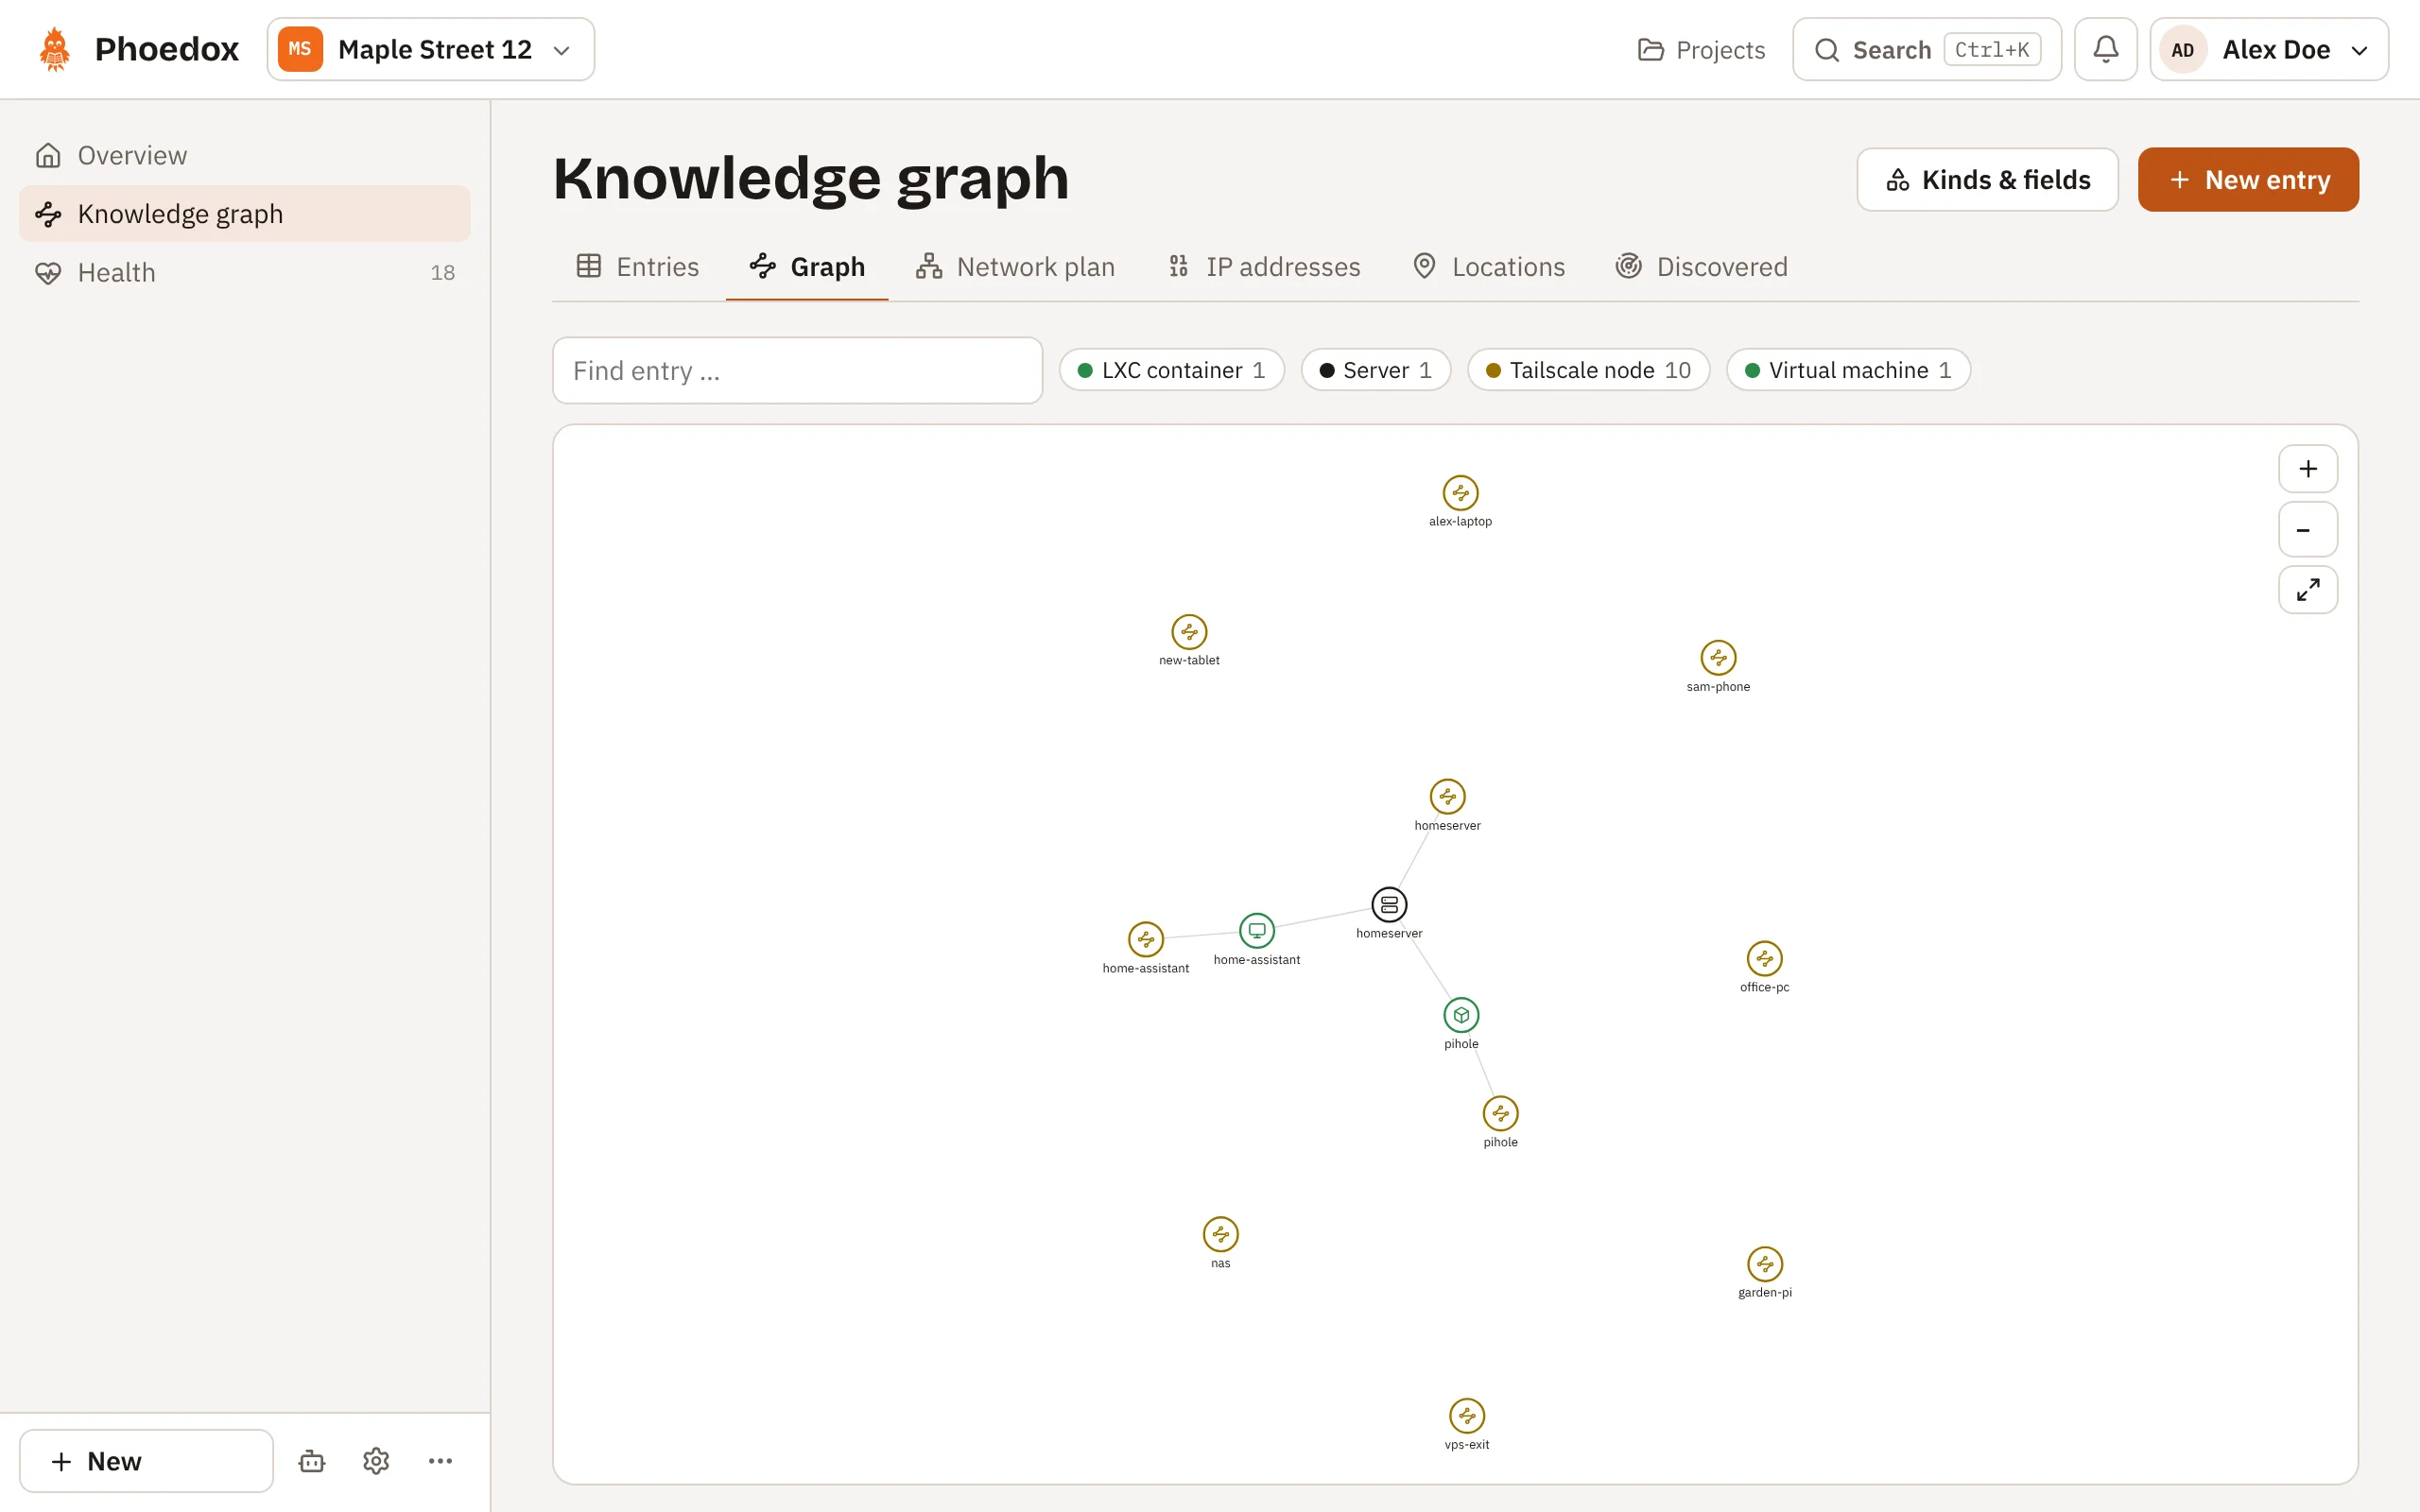 Phoedox
MS Maple Street 12
Projects
Search Ctrl+K
AD Alex Doe
Overview
Knowledge graph
Health 18
Knowledge graph
Kinds & fields
+ New entry
Entries
Graph
Network plan
IP addresses
Locations
Discovered
Find entry ...
LXC container 1
Server 1
Tailscale node 10
Virtual machine 1
alex-laptop
new-tablet
sam-phone
homeserver
homeserver
home-assistant
home-assistant
office-pc
pihole
pihole
nas
garden-pi
vps-exit
+ New